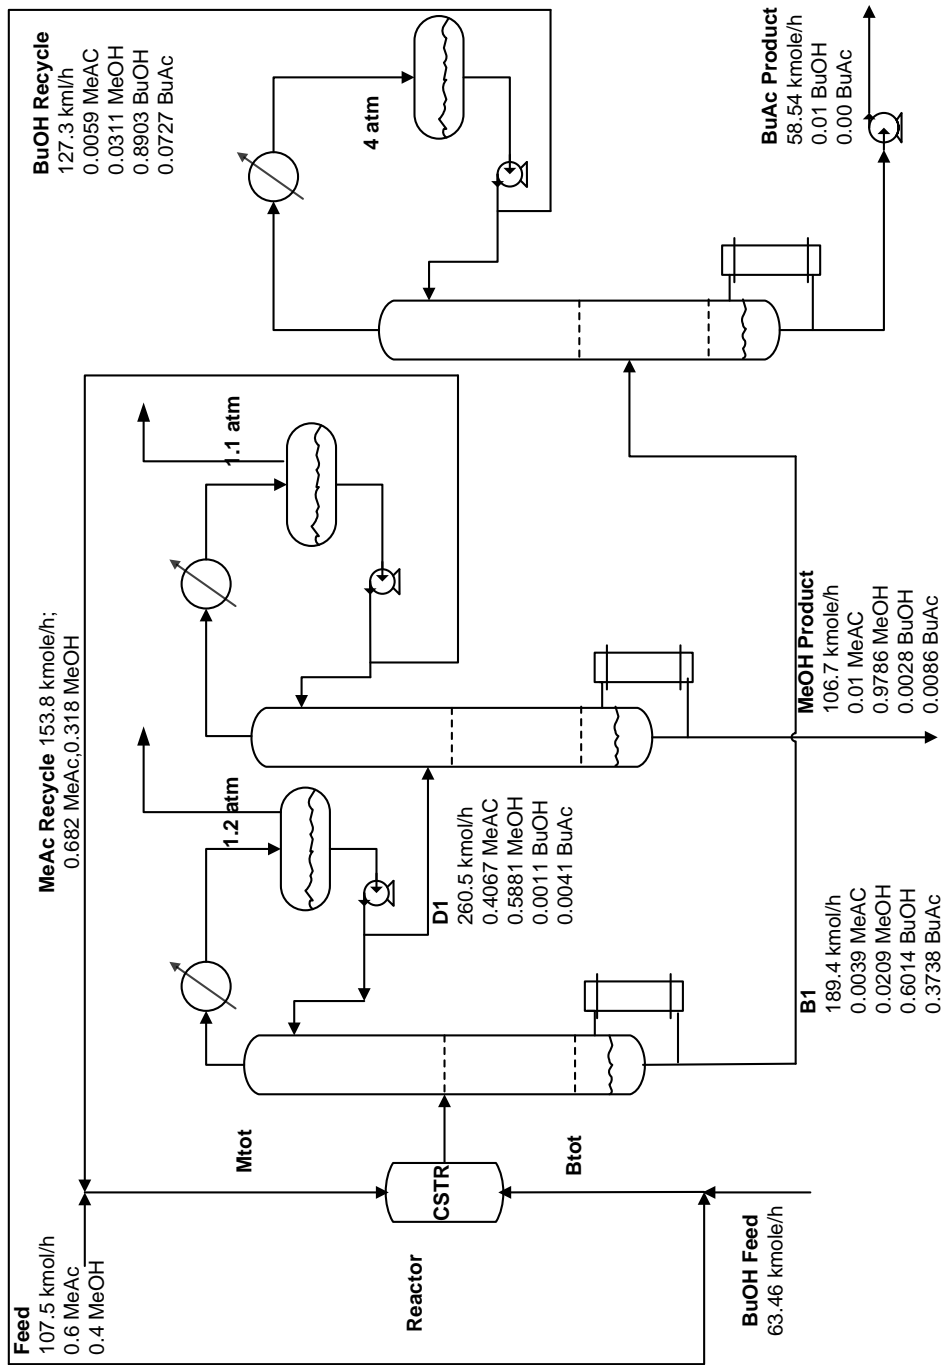 Feed
107.5 kmol/h
0.6 MeAc
0.4 MeOH
MeAc Recycle 153.8 kmole/h;
0.682 MeAc,0.318 MeOH
BuOH Recycle
127.3 kml/h
0.0059 MeAC
0.0311 MeOH
0.8903 BuOH
0.0727 BuAc
Mtot
1.2 atm
1.1 atm
4 atm
Reactor
CSTR
Btot
BuOH Feed
63.46 kmole/h
D1
260.5 kmol/h
0.4067 MeAC
0.5881 MeOH
0.0011 BuOH
0.0041 BuAc
B1
189.4 kmol/h
0.0039 MeAC
0.0209 MeOH
0.6014 BuOH
0.3738 BuAc
MeOH Product
106.7 kmole/h
0.01 MeAC
0.9786 MeOH
0.0028 BuOH
0.0086 BuAc
BuAc Product
58.54 kmole/h
0.01 BuOH
0.00 BuAc